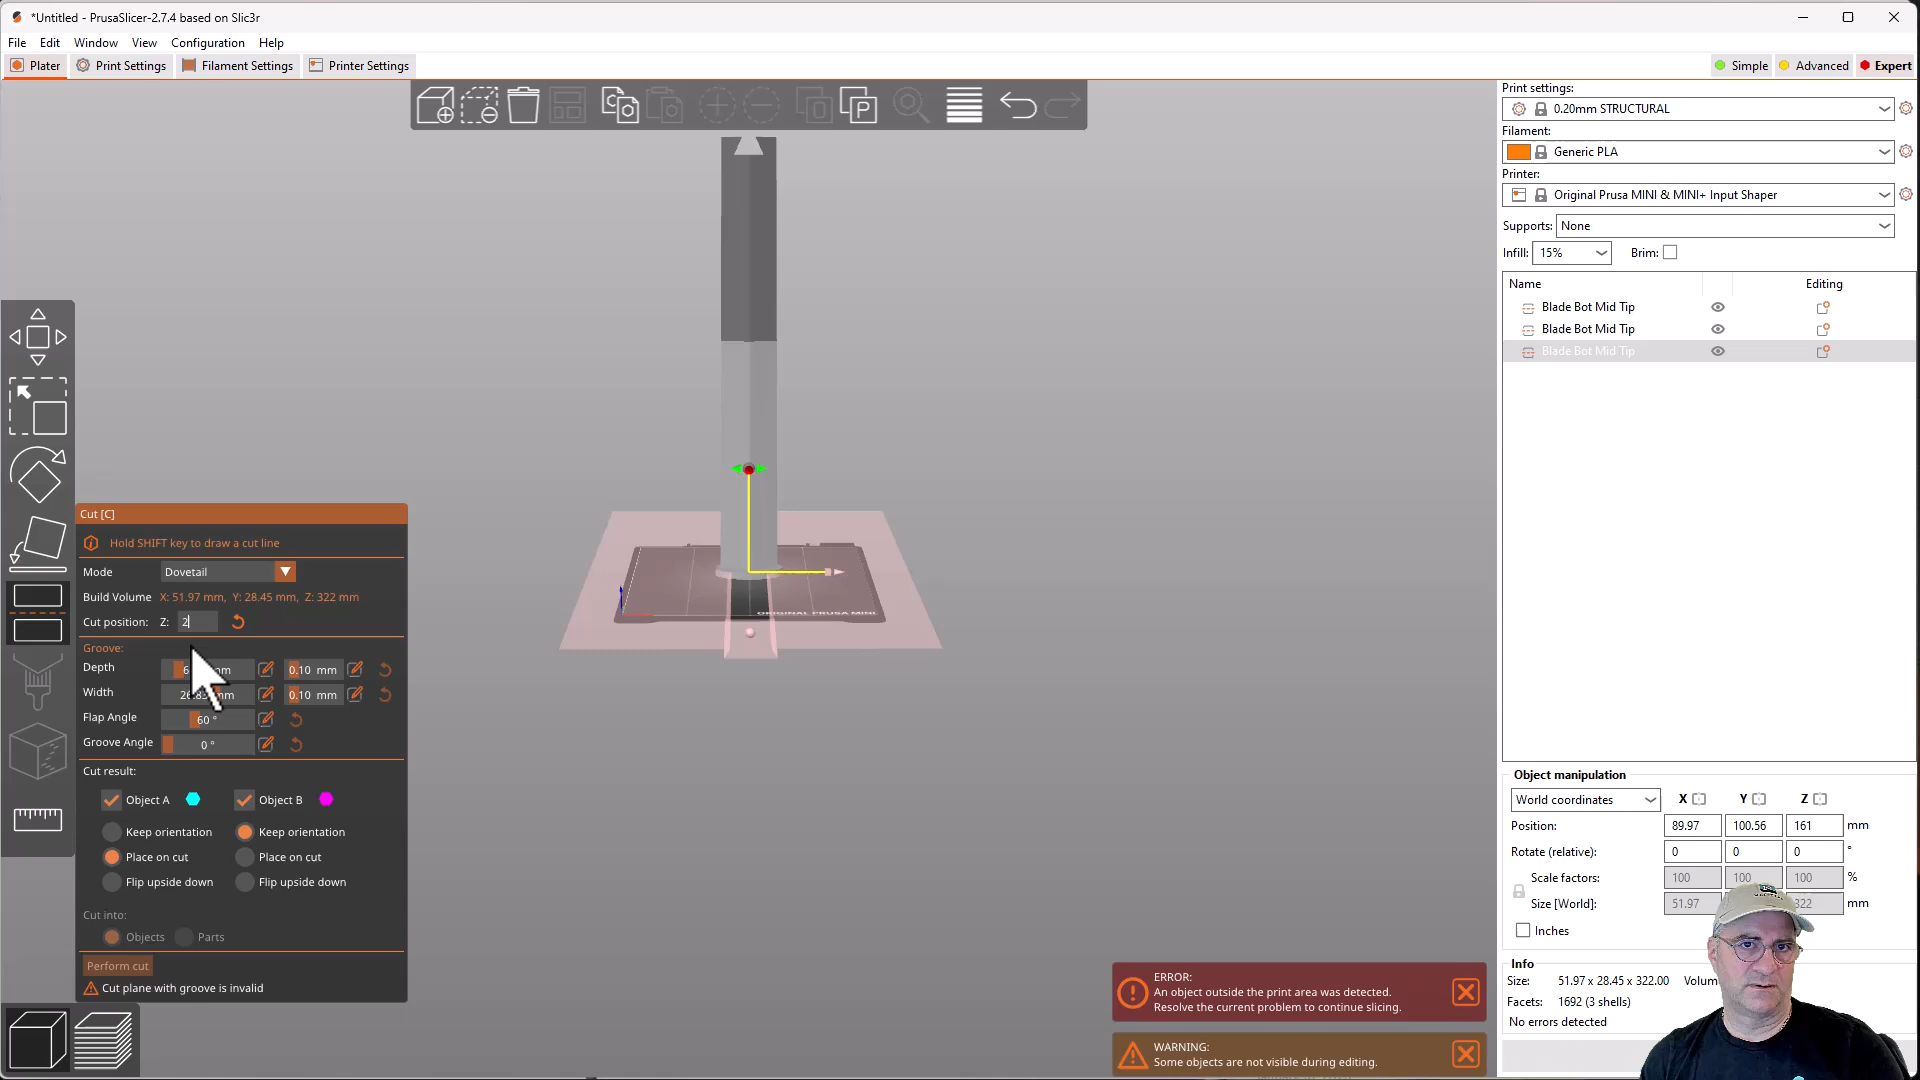 *Untitled - PrusaSlicer-2.7.4 based on Slic3r
File Edit Window View Configuration Help
Plater Print Settings Filament Settings Printer Settings
Simple Advanced Expert
Print settings:
0.20mm STRUCTURAL
Filament:
Generic PLA
Printer:
Original Prusa MINI & MINI+ Input Shaper
Supports: None
Infill: 15% Brim:
Name Editing
Blade Bot Mid Tip
Blade Bot Mid Tip
Blade Bot Mid Tip
ORIGINAL PRUSA MINI
Cut [C]
Hold SHIFT key to draw a cut line
Mode Dovetail
Build Volume X: 51.97 mm, Y: 28.45 mm, Z: 322 mm
Cut position: Z: 2
Groove:
Depth 0.10 mm
Width 0.10 mm
Flap Angle 60 °
Groove Angle 0 °
Cut result:
Object A Object B
Keep orientation Keep orientation
Place on cut Place on cut
Flip upside down Flip upside down
Cut into:
Objects Parts
Perform cut
Cut plane with groove is invalid
ERROR:
An object outside the print area was detected.
Resolve the current problem to continue slicing.
WARNING:
Some objects are not visible during editing.
Object manipulation
World coordinates X Y Z
Position: 89.97 100.56 161 mm
Rotate (relative): 0 0 0 °
Scale factors: 100 100 100 %
Size [World]: 51.97 mm
Inches
Info
Size: 51.97 x 28.45 x 322.00
Facets: 1692 (3 shells)
No errors detected